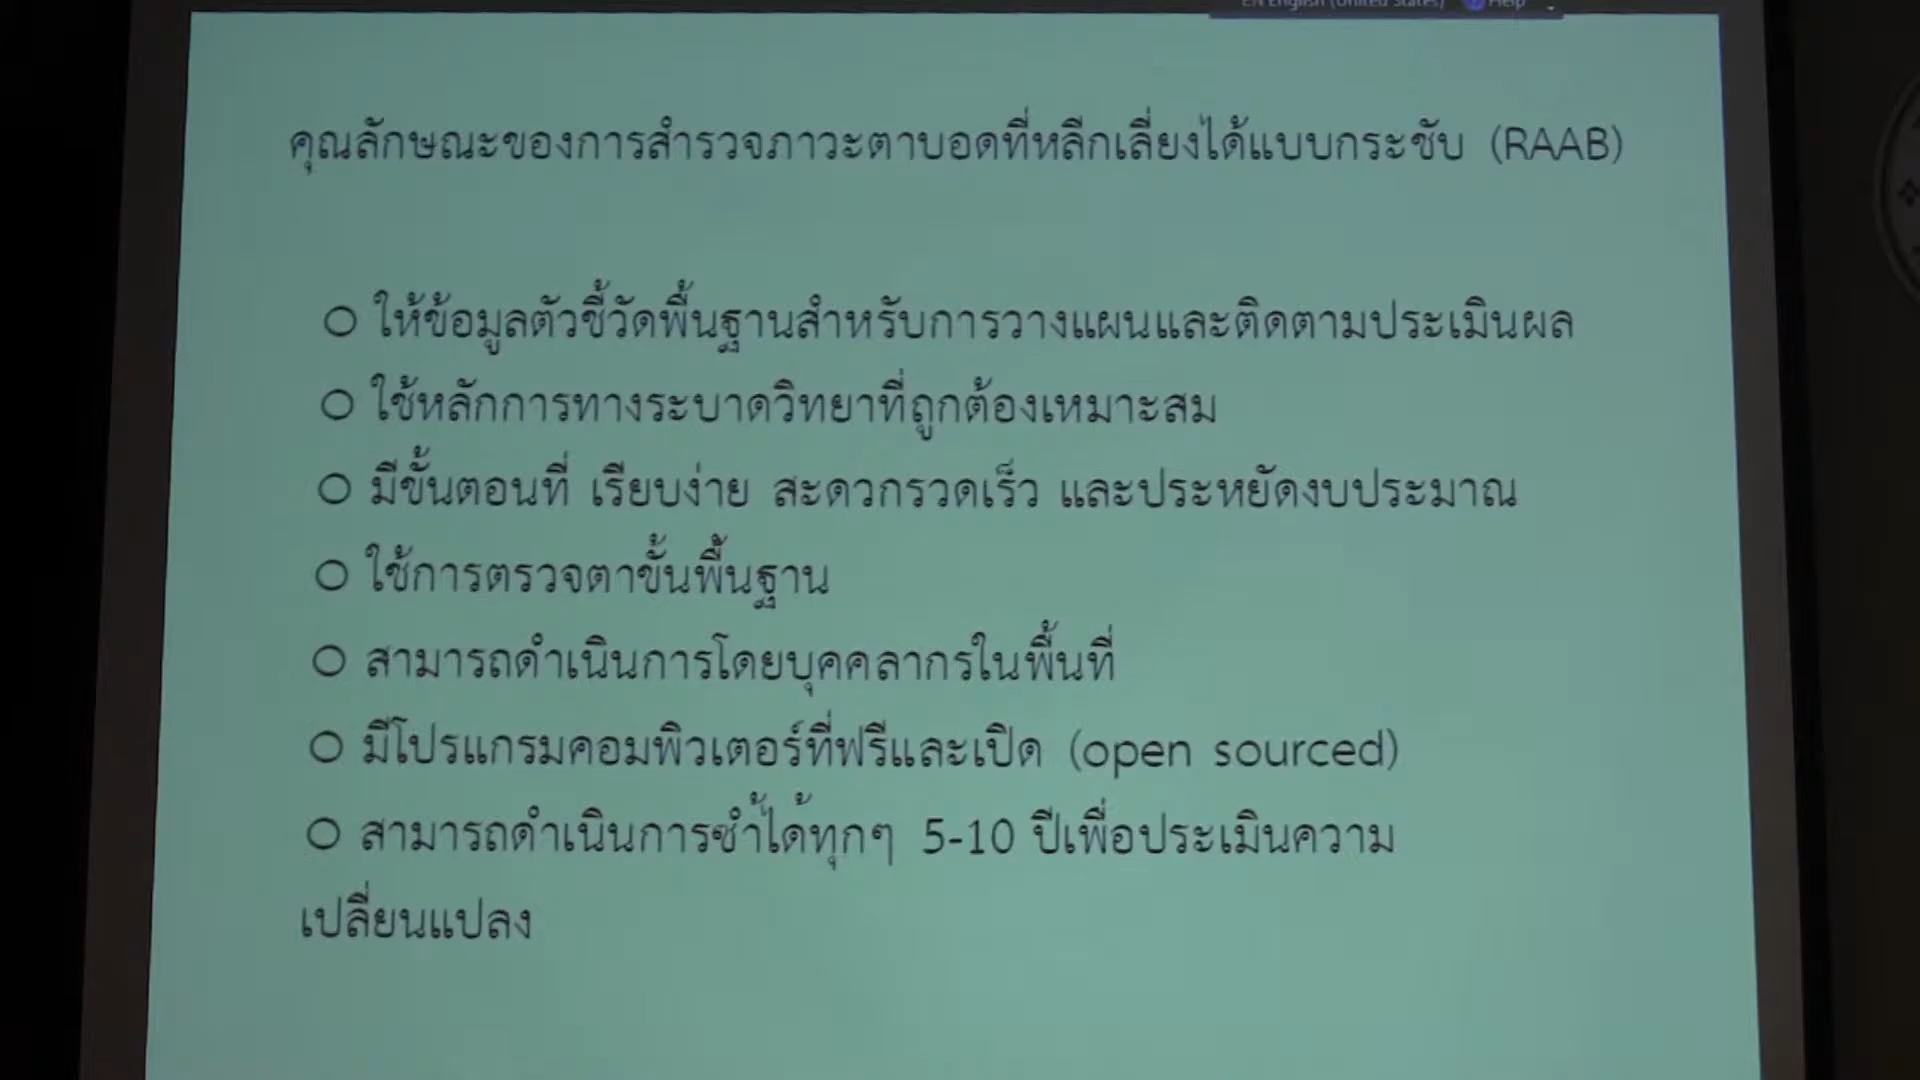 EN English (United States) Help
คุณลักษณะของการสำรวจภาวะตาบอดที่หลีกเลี่ยงได้แบบกระชับ (RAAB)
○ ให้ข้อมูลตัวชี้วัดพื้นฐานสำหรับการวางแผนและติดตามประเมินผล
○ ใช้หลักการทางระบาดวิทยาที่ถูกต้องเหมาะสม
○ มีขั้นตอนที่ เรียบง่าย สะดวกรวดเร็ว และประหยัดงบประมาณ
○ ใช้การตรวจตาขั้นพื้นฐาน
○ สามารถดำเนินการโดยบุคคลากรในพื้นที่
○ มีโปรแกรมคอมพิวเตอร์ที่ฟรีและเปิด (open sourced)
○ สามารถดำเนินการซ้ำได้ทุกๆ 5-10 ปีเพื่อประเมินความ
เปลี่ยนแปลง